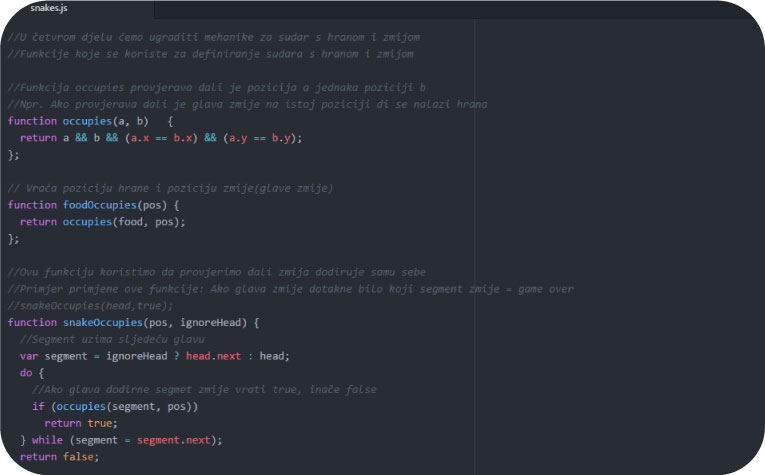 snakes.js
//U četvrom djelu ćemo ugraditi mehanike za sudar s hranom i zmijom
//Funkcije koje se koriste za definiranje sudara s hranom i zmijom
//Funkcija occupies provjerava dali je pozicija a jednaka poziciji b
//Npr. Ako provjerava dali je glava zmije na istoj poziciji di se nalazi hrana
function occupies(a, b)   {
  return a && b && (a.x == b.x) && (a.y == b.y);
};
// Vraća poziciju hrane i poziciju zmije(glave zmije)
function foodOccupies(pos) {
  return occupies(food, pos);
};
//Ovu funkciju koristimo da provjerimo dali zmija dodiruje samu sebe
//Primjer primjene ove funkcije: Ako glava zmije dotakne bilo koji segment zmije = game over
//snakeOccupies(head,true);
function snakeOccupies(pos, ignoreHead) {
  //Segment uzima sljedeću glavu
  var segment = ignoreHead ? head.next : head;
  do {
    //Ako glava dodirne segmet zmije vrati true, inače false
    if (occupies(segment, pos))
      return true;
  } while (segment = segment.next);
  return false;